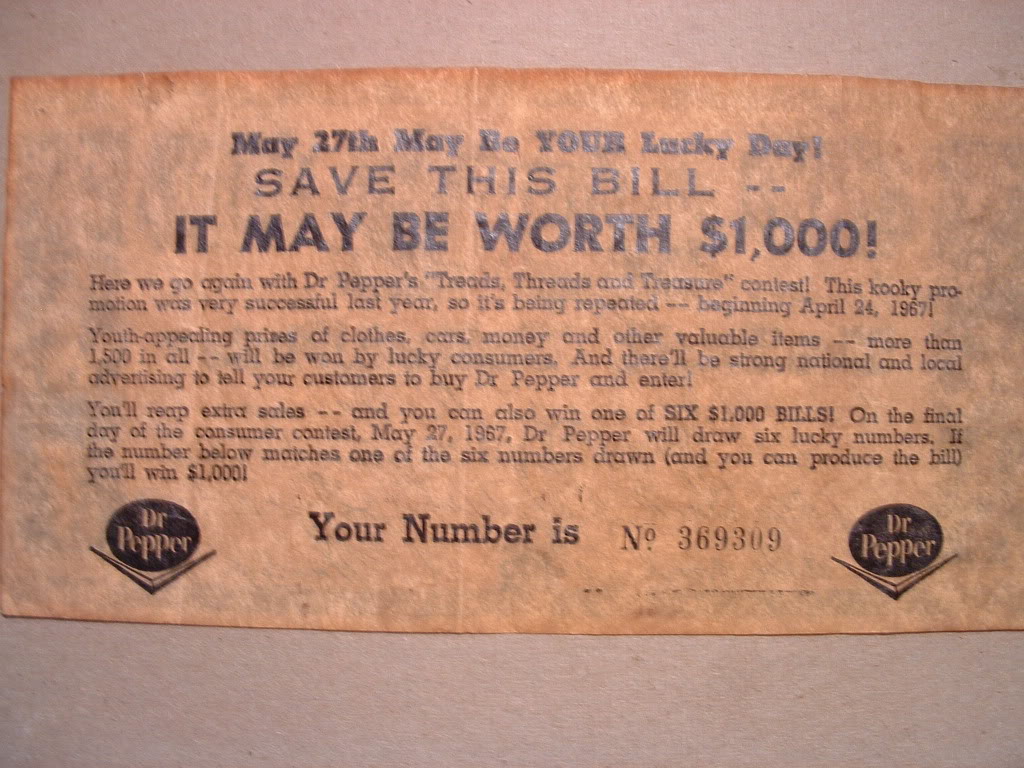 May 27th May Be YOUR Lucky Day!
SAVE THIS BILL --
IT MAY BE WORTH $1,000!
Here we go again with Dr Pepper's "Treads, Threads and Treasure" contest! This kooky pro-
motion was very successful last year, so it's being repeated -- beginning April 24, 1967!
Youth-appealing prizes of clothes, cars, money and other valuable items -- more than
1,500 in all -- will be won by lucky consumers. And there'll be strong national and local
advertising to tell your customers to buy Dr Pepper and enter!
You'll reap extra sales -- and you can also win one of SIX $1,000 BILLS! On the final
day of the consumer contest, May 27, 1967, Dr Pepper will draw six lucky numbers. If
the number below matches one of the six numbers drawn (and you can produce the bill)
you'll win $1,000!
Dr
Pepper
Your Number is Nº 369309
Dr
Pepper